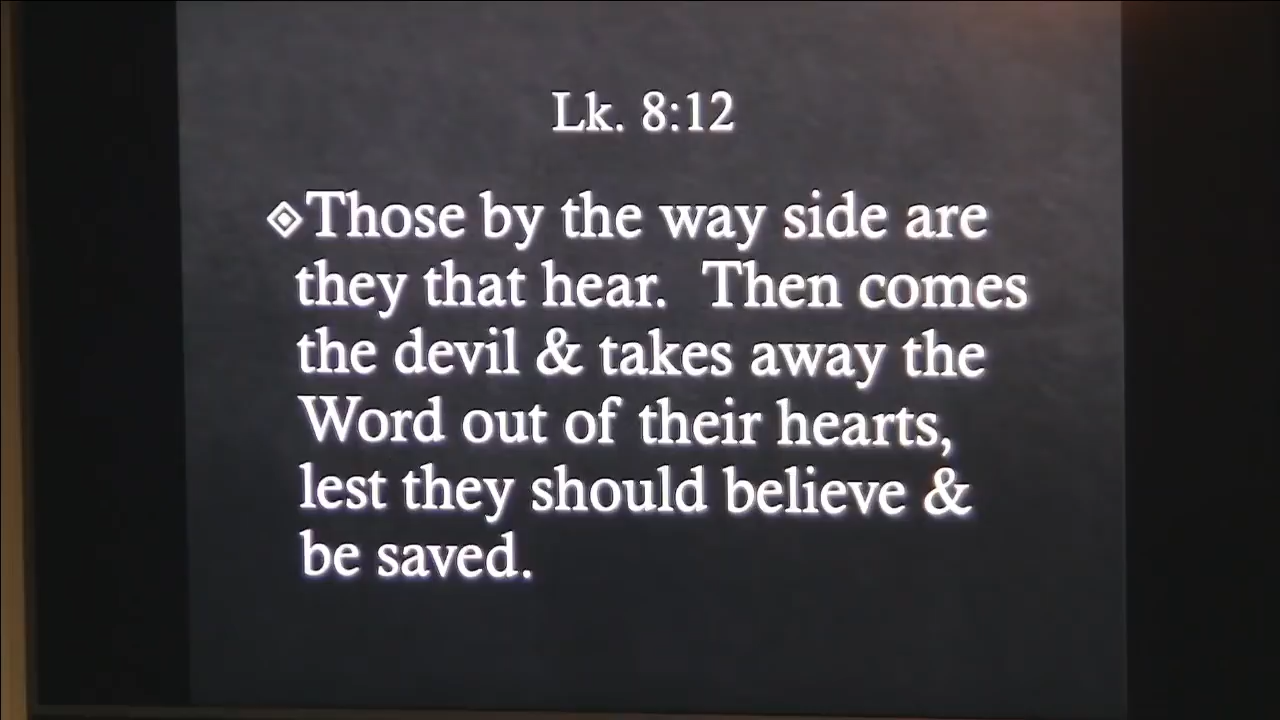 Lk. 8:12
Those by the way side are
they that hear. Then comes
the devil & takes away the
Word out of their hearts,
lest they should believe &
be saved.